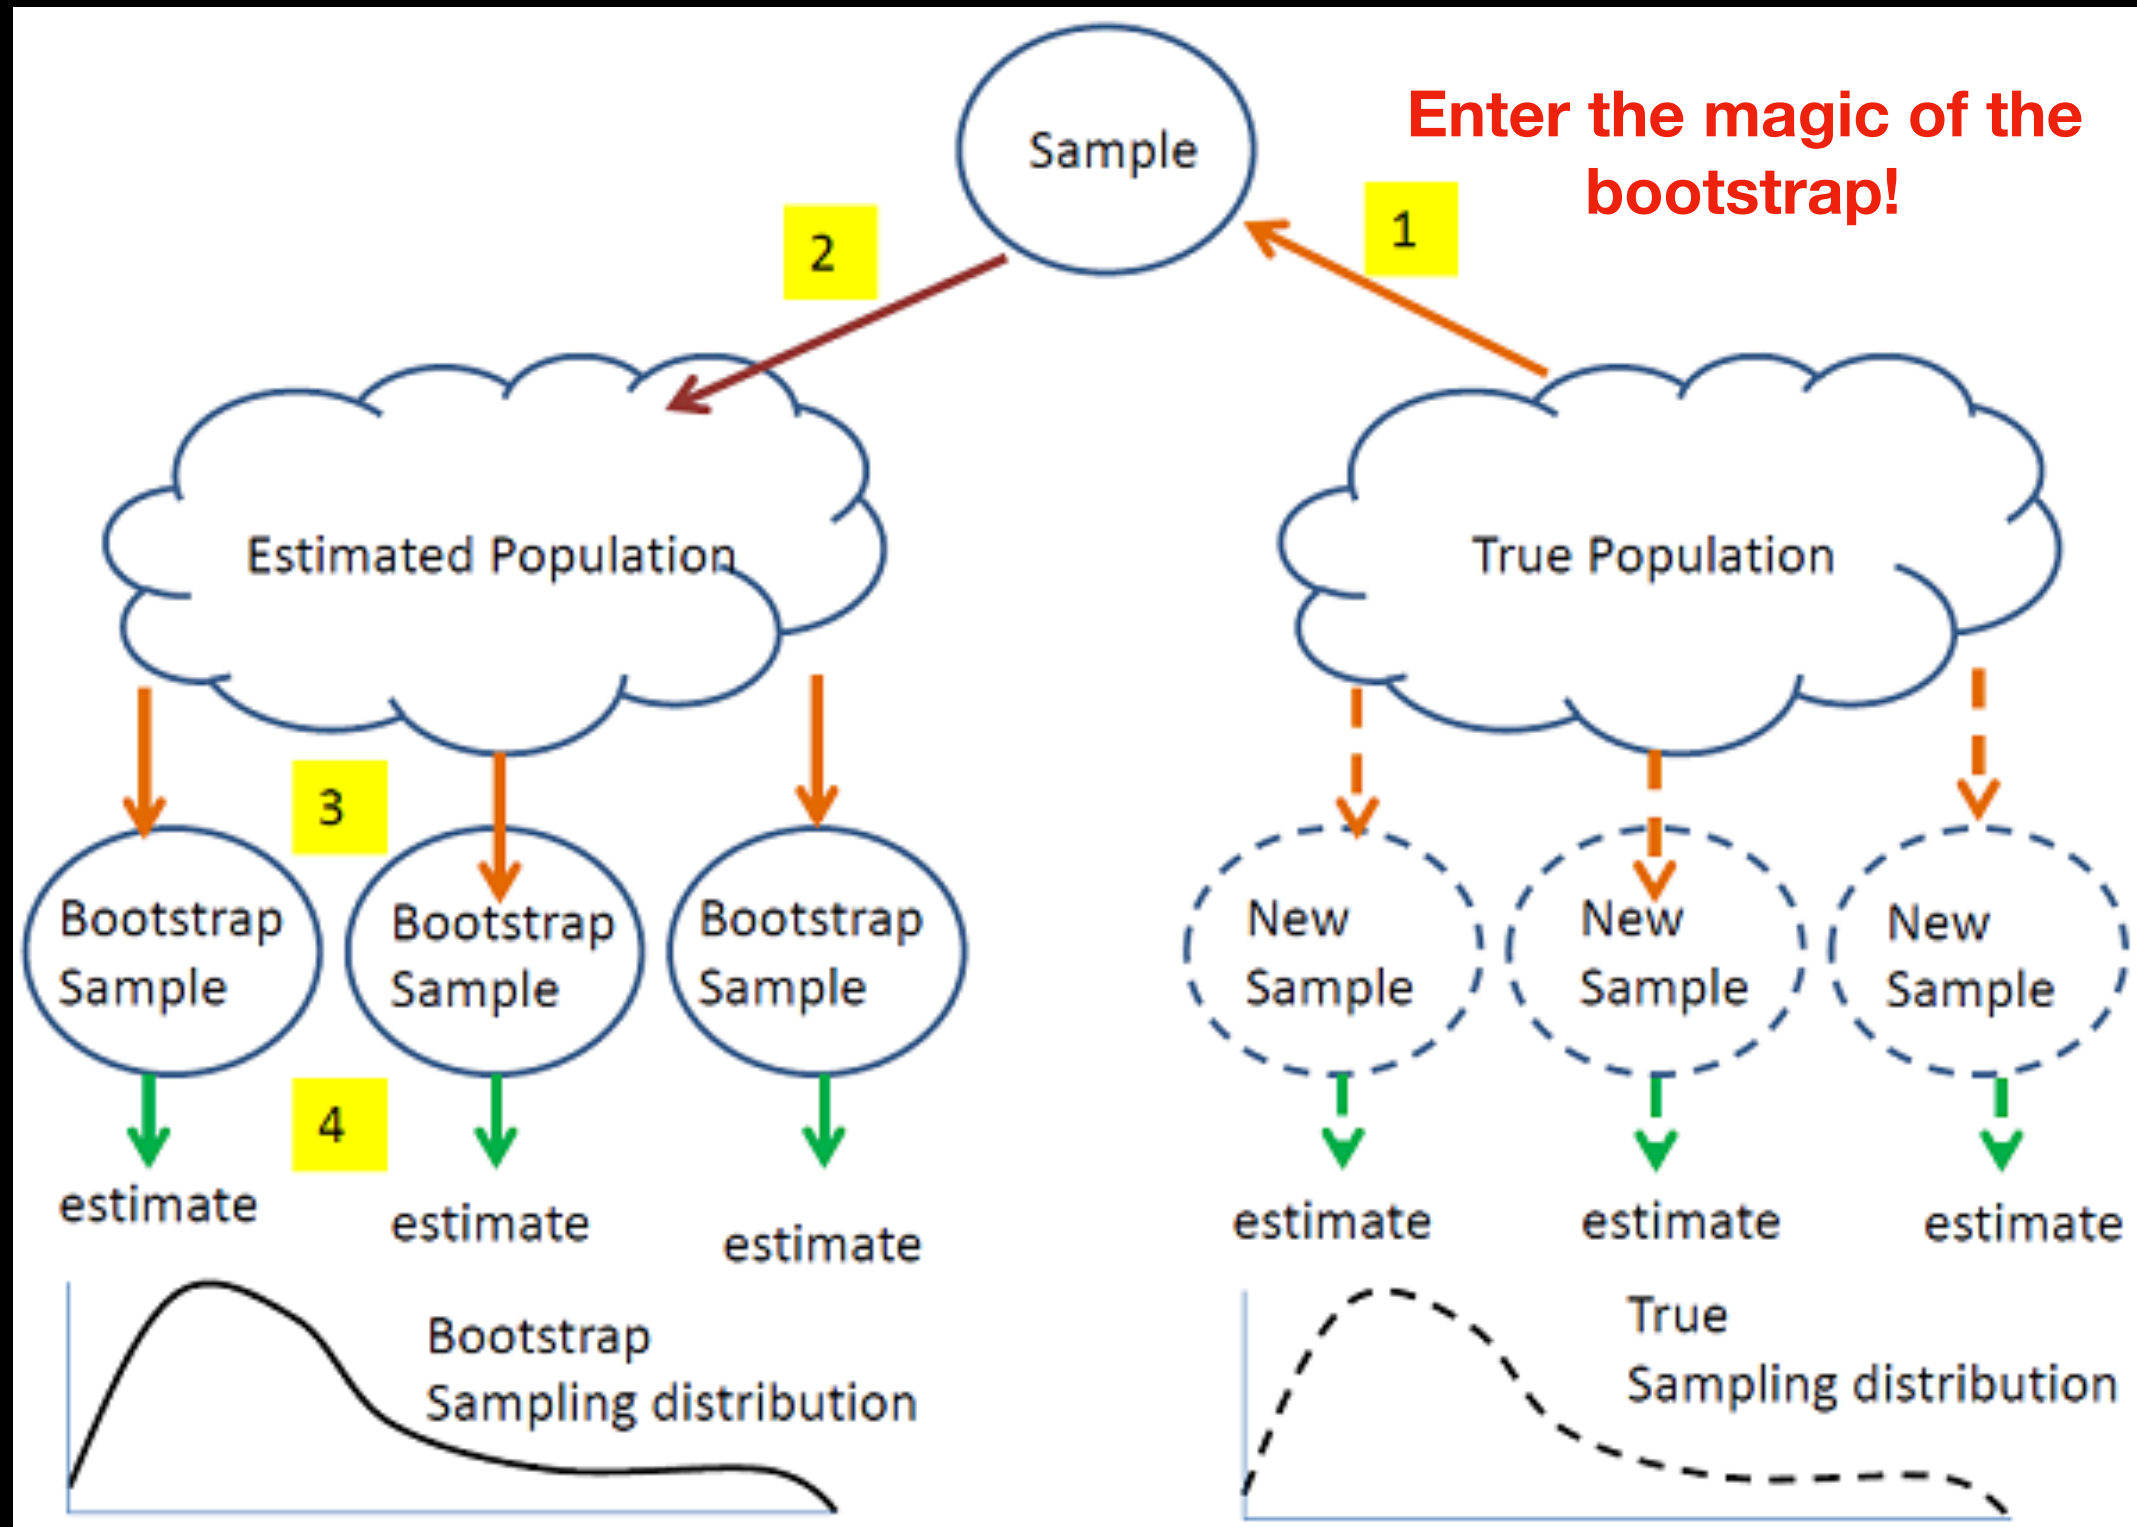 Sample
Enter the magic of the
bootstrap!
1
2
Estimated Population
True Population
3
Bootstrap
Sample
Bootstrap
Sample
Bootstrap
Sample
New
Sample
New
Sample
New
Sample
4
estimate
estimate
estimate
estimate
estimate
estimate
Bootstrap
Sampling distribution
True
Sampling distribution